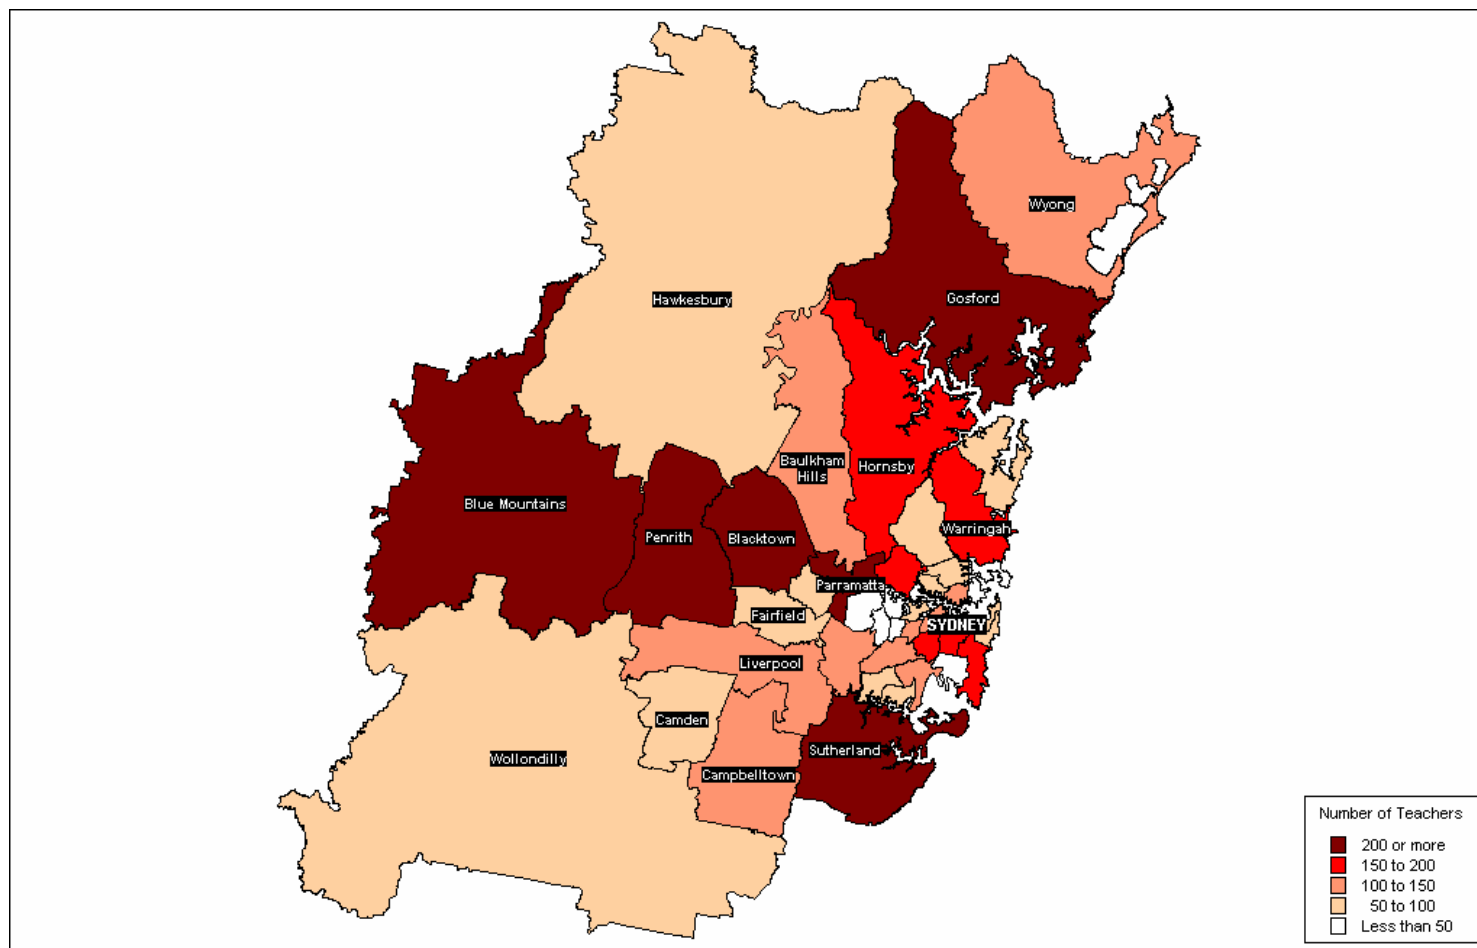 Wyong
Gosford
Hawkesbury
Baulkham
Hills
Hornsby
Blue Mountains
Warringah
Penrith
Blacktown
Parramatta
Fairfield
SYDNEY
Liverpool
Camden
Sutherland
Wollondilly
Campbelltown
Number of Teachers
200 or more
150 to 200
100 to 150
50 to 100
Less than 50